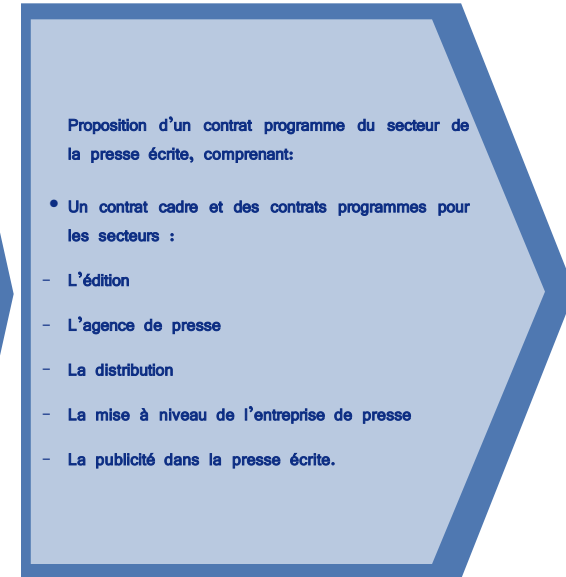 Proposition d'un contrat programme du secteur de
la presse écrite, comprenant:
• Un contrat cadre et des contrats programmes pour
les secteurs :
- L'édition
- L'agence de presse
- La distribution
- La mise à niveau de l'entreprise de presse
- La publicité dans la presse écrite.